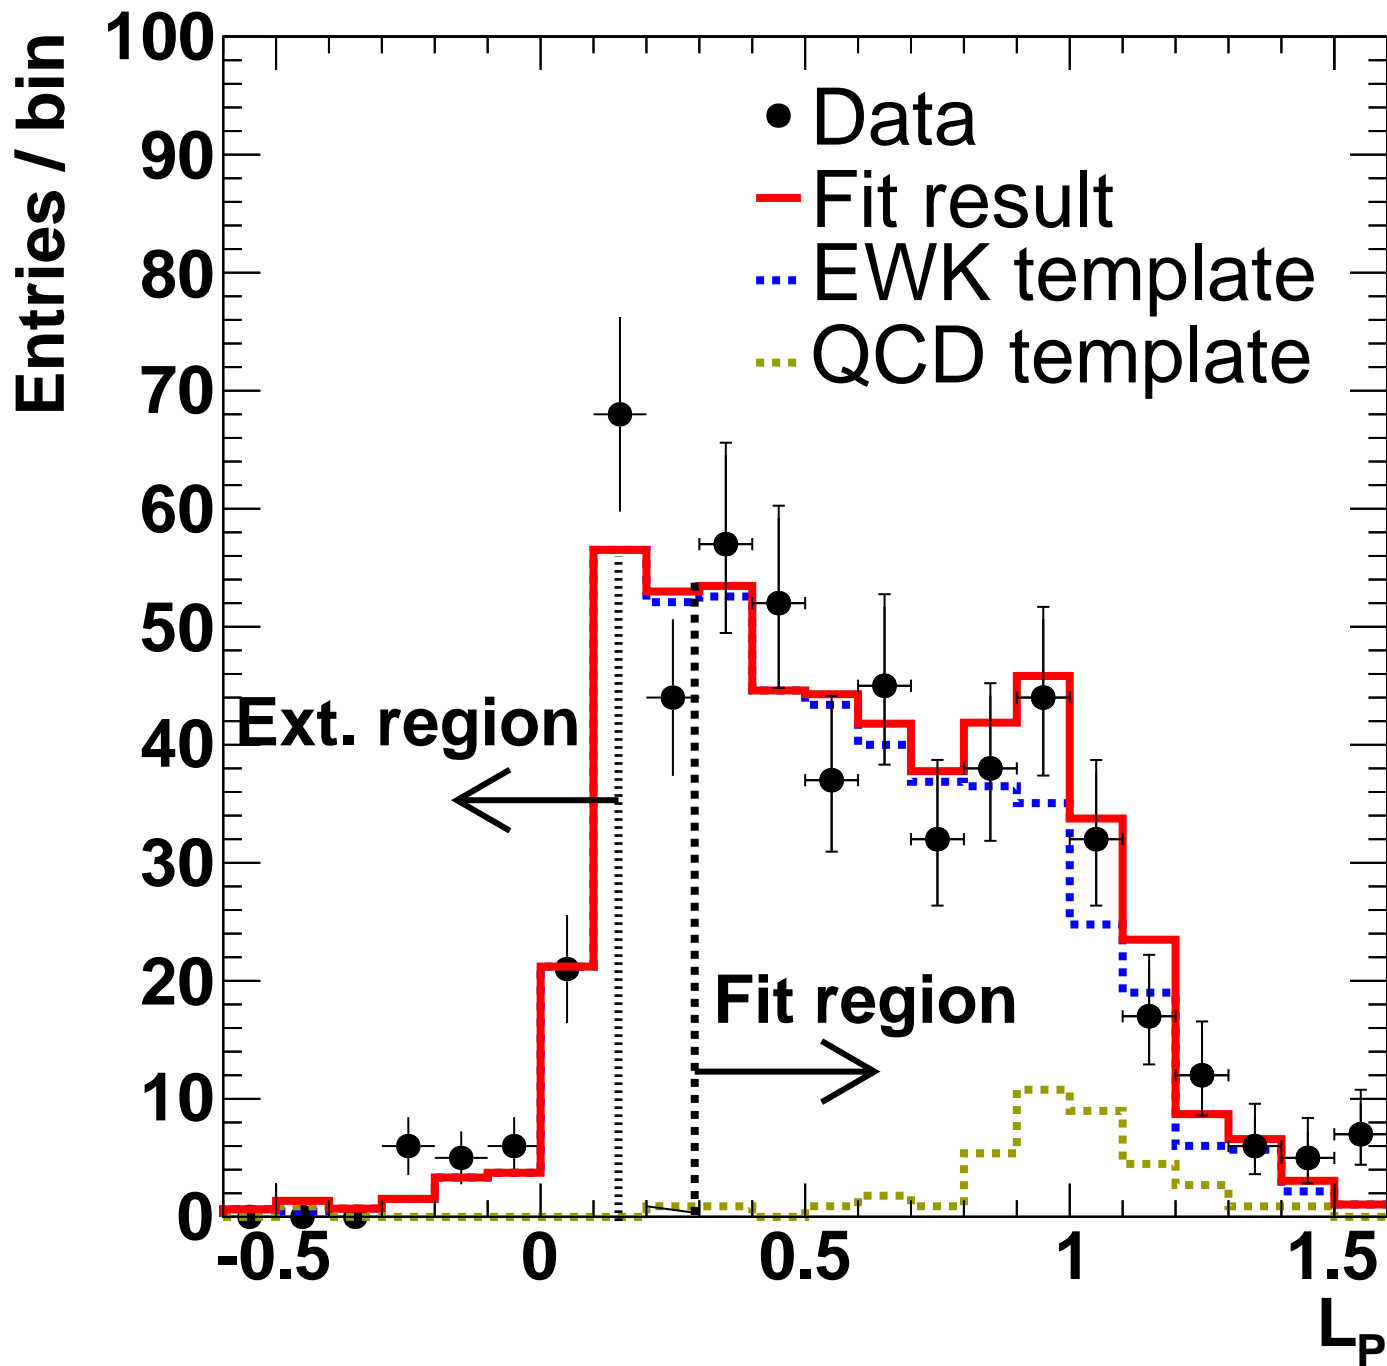 Entries / bin
100
90
80
70
60
50
40
30
20
10
0
Data
Fit result
EWK template
QCD template
Ext. region
Fit region
-0.5 0 0.5 1 1.5
L_P